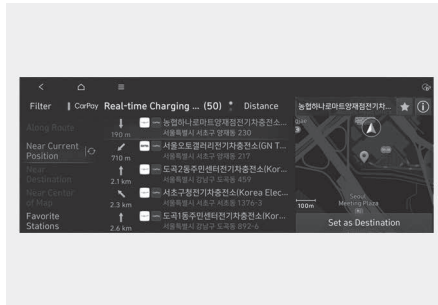 Filter
CarPay
Real-time Charging ... (50)
Distance
Along Route
Near Current
Position
Near
Destination
Near Center
of Map
Favorite
Stations
190 m
농협하나로마트양재점전기차충전소...
서울특별시 서초구 양재동 230
710 m
서울오토갤러리전기차충전소(GN T...
서울특별시 서초구 양재동 217
2.1 km
도곡2동주민센터전기차충전소(Kor...
서울특별시 강남구 도곡동 459
2.3 km
서초구청전기차충전소(Korea Elec...
서울특별시 서초구 서초동 1376-3
2.6 km
도곡1동주민센터전기차충전소(Kor...
서울특별시 강남구 도곡동 892-6
농협하나로마트양재점전기차...
100m
Seoul
Meeting Plaza
Set as Destination